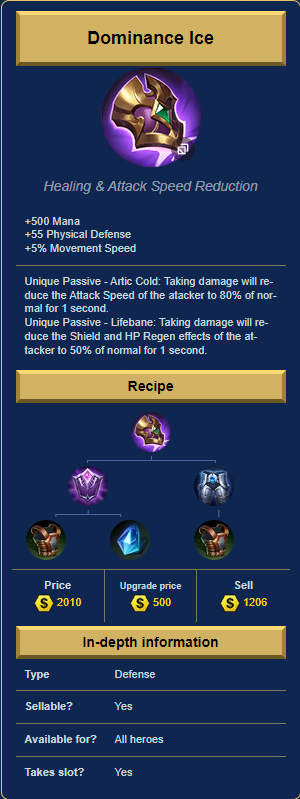 Dominance Ice
Healing & Attack Speed Reduction
+500 Mana
+55 Physical Defense
+5% Movement Speed
Unique Passive - Artic Cold: Taking damage will re-
duce the Attack Speed of the atacker to 80% of nor-
mal for 1 second.
Unique Passive - Lifebane: Taking damage will re-
duce the Shield and HP Regen effects of the at-
tacker to 50% of normal for 1 second.
Recipe
Price Upgrade price Sell
S 2010 S 500 S 1206
In-depth information
Type Defense
Sellable? Yes
Available for? All heroes
Takes slot? Yes